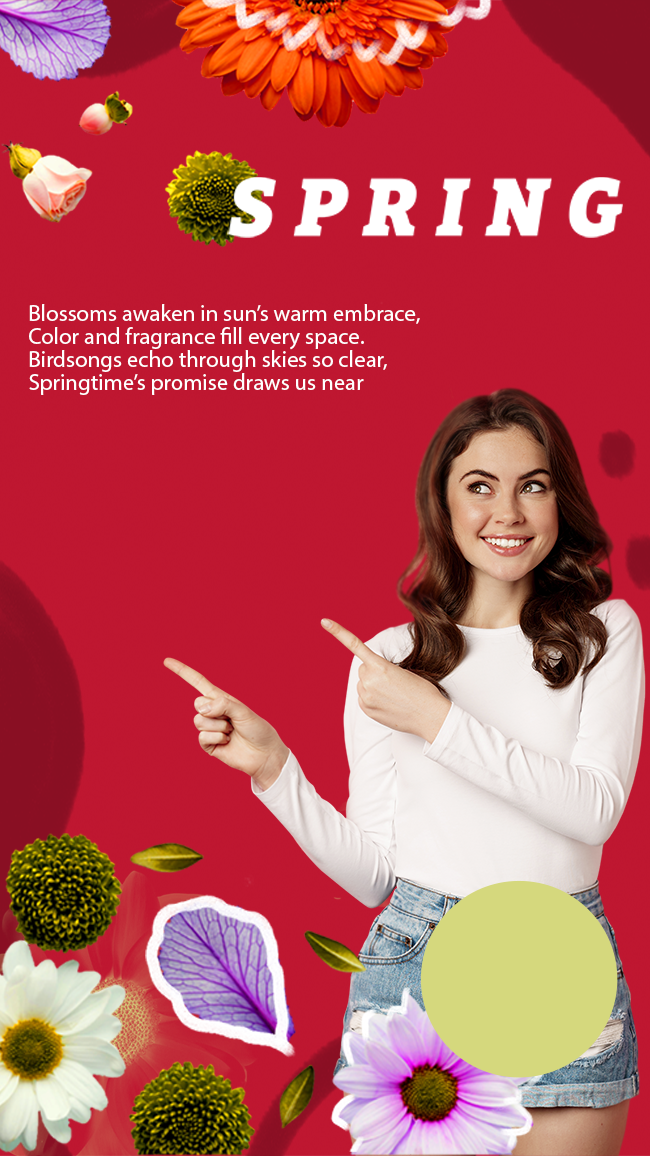 SPRING
Blossoms awaken in sun’s warm embrace,
Color and fragrance fill every space.
Birdsongs echo through skies so clear,
Springtime’s promise draws us near